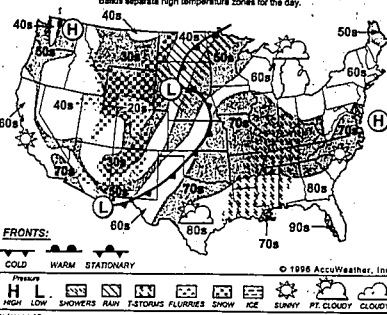 Bands separate high temperature zones for the day.
40s 40s 40s 50s
H
50s 30s 50s 60s 60s
L
40s 20s 70s 70s
60s
30s
70s 80s
L 60s 80s 70s 90s
FRONTS:
COLD WARM STATIONARY
© 1996 AccuWeather, Inc
Pressure
H L
HIGH LOW SHOWERS RAIN T-STORMS FLURRIES SNOW ICE SUNNY PT. CLOUDY CLOUDY